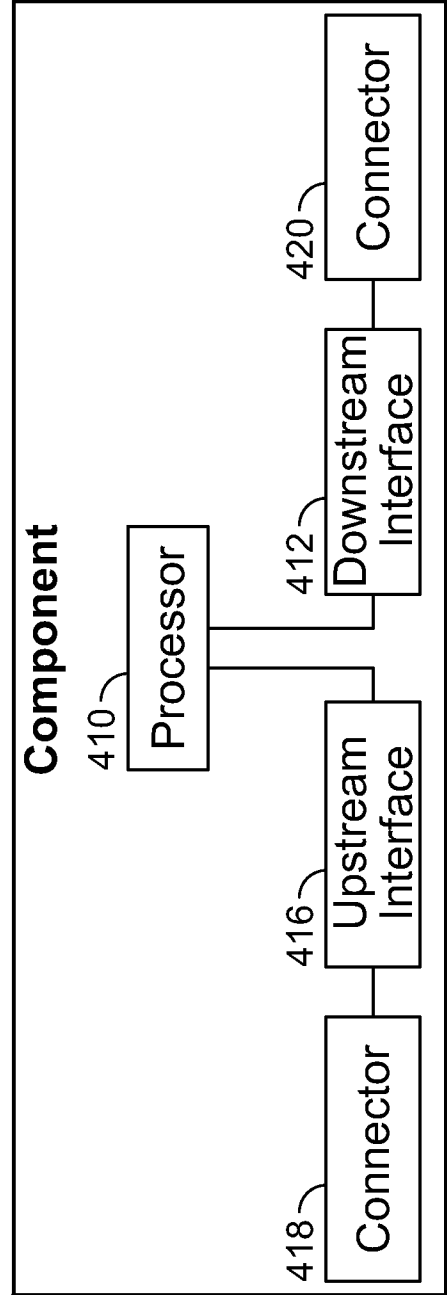 Component
410
Processor
418
Connector
416
Upstream
Interface
412
Downstream
Interface
420
Connector